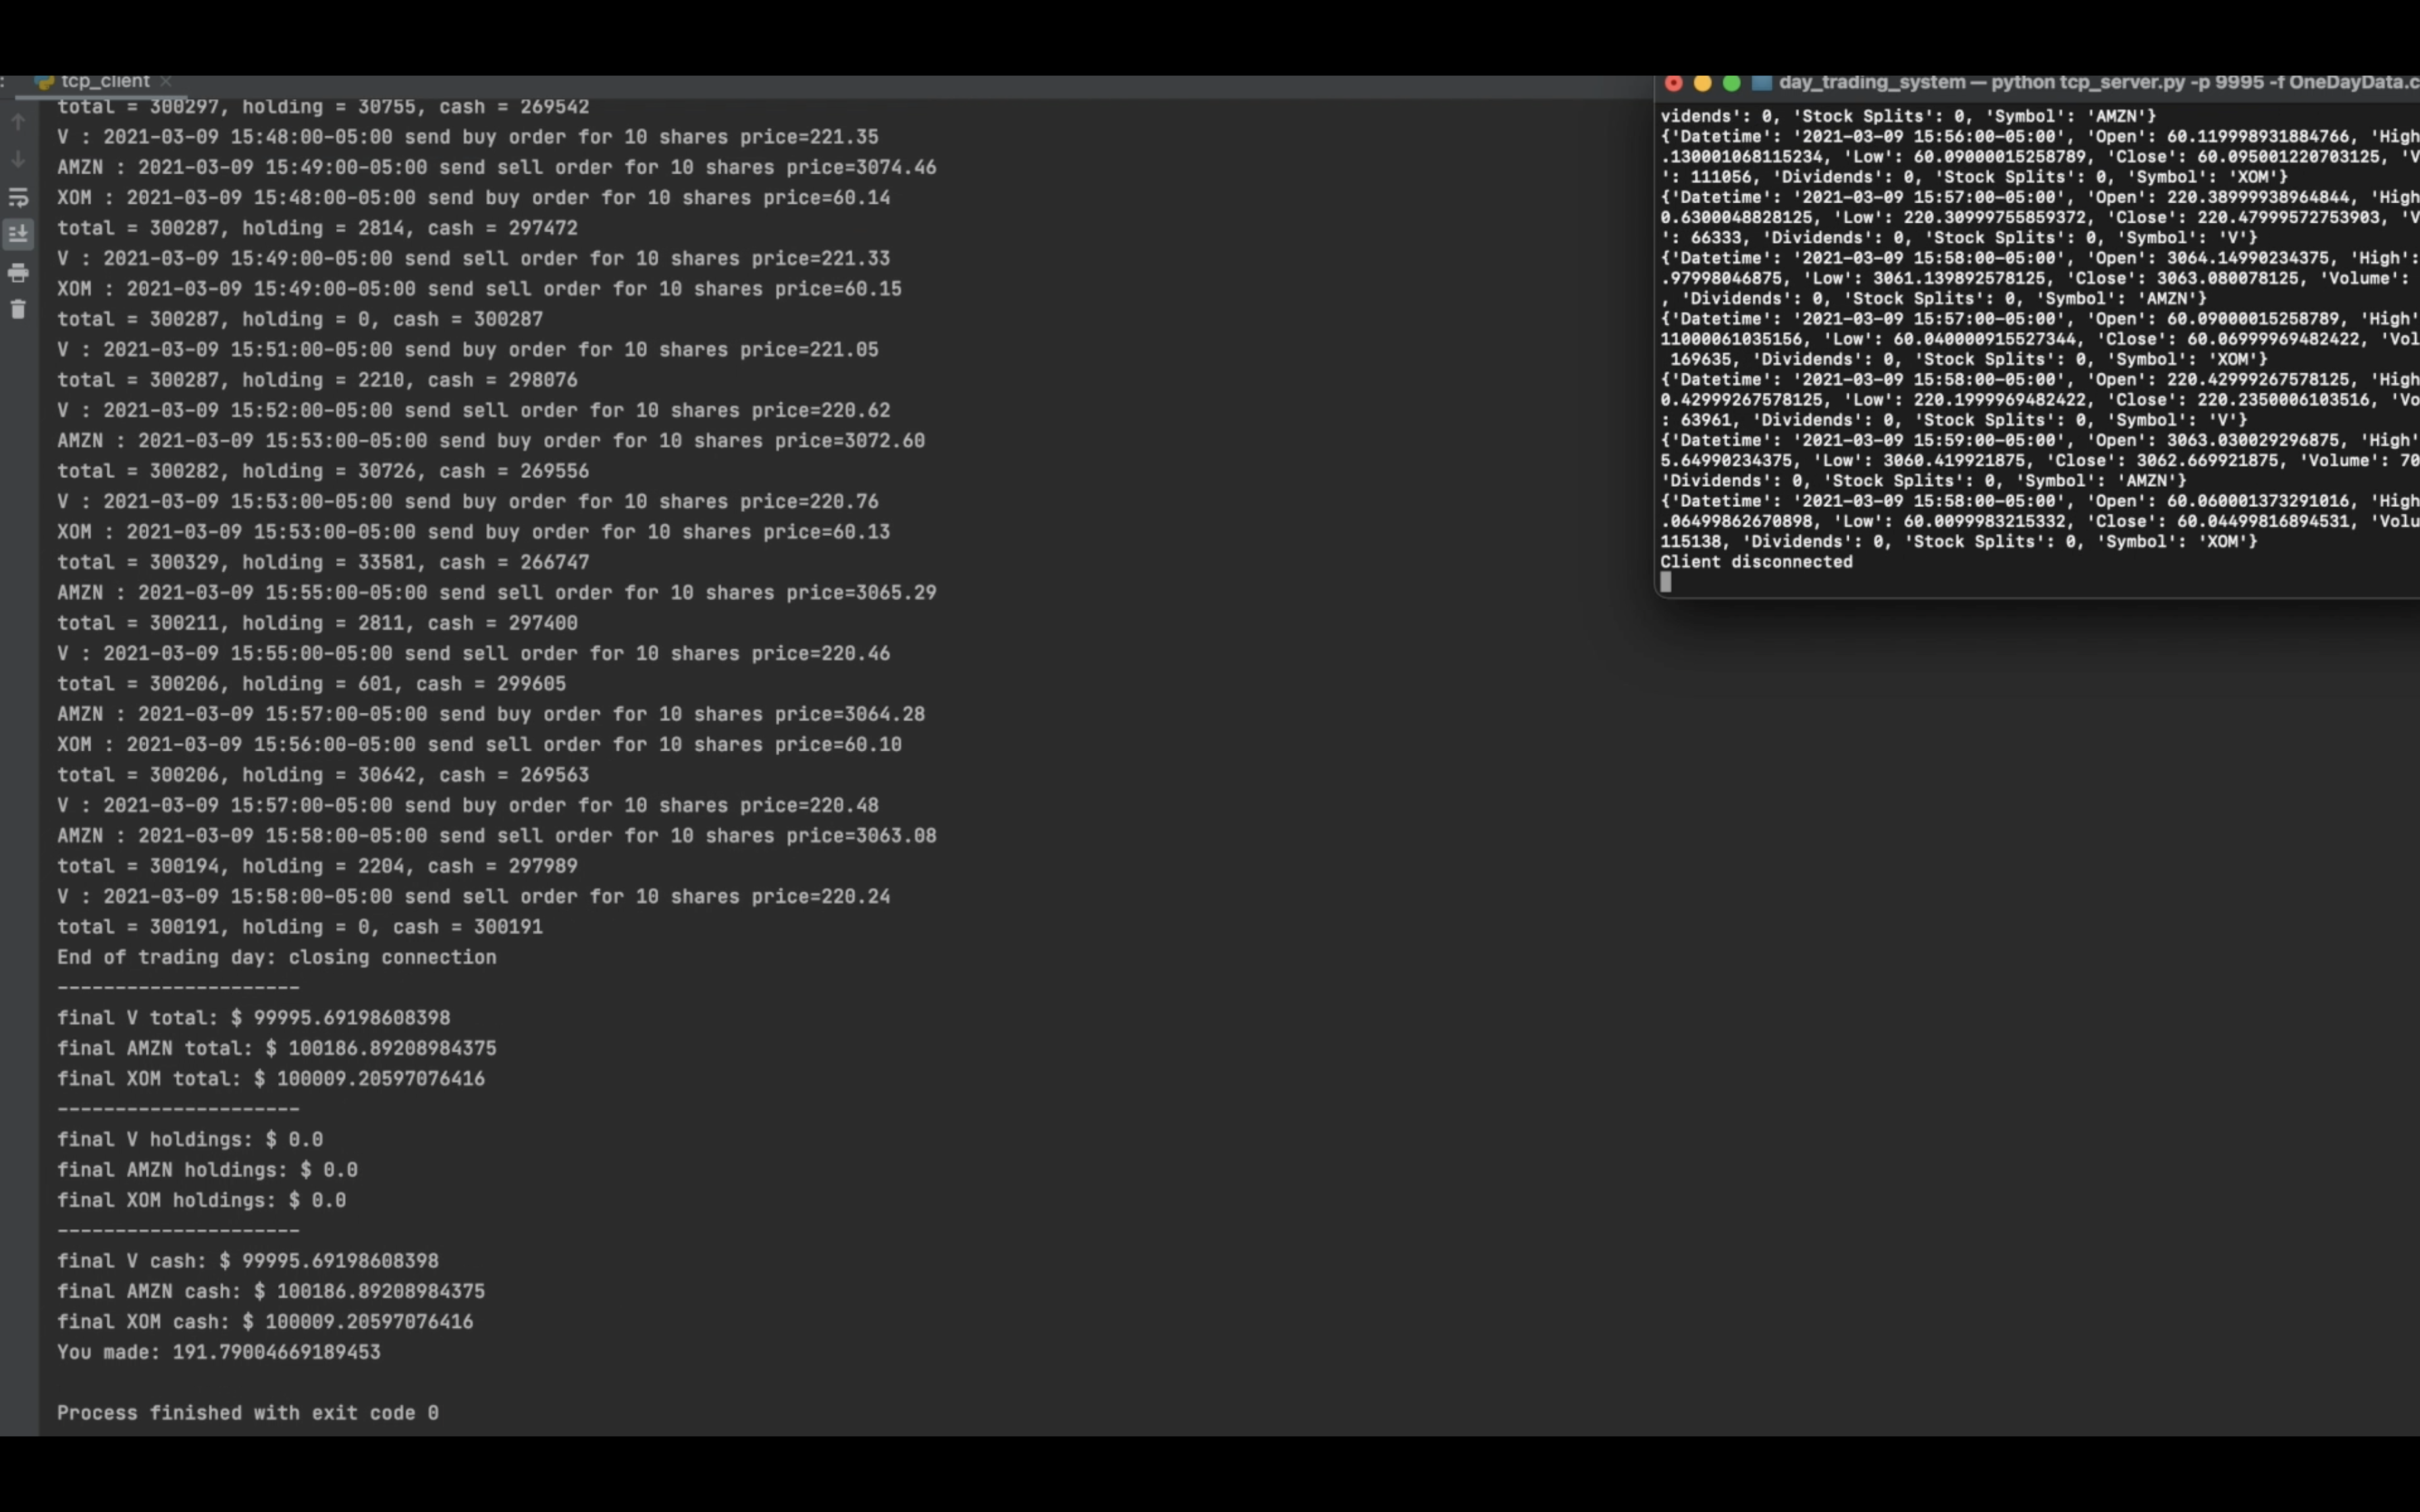 tcp_client
total = 300297, holding = 30755, cash = 269542
V : 2021-03-09 15:48:00-05:00 send buy order for 10 shares price=221.35
AMZN : 2021-03-09 15:49:00-05:00 send sell order for 10 shares price=3074.46
XOM : 2021-03-09 15:48:00-05:00 send buy order for 10 shares price=60.14
total = 300287, holding = 2814, cash = 297472
V : 2021-03-09 15:49:00-05:00 send sell order for 10 shares price=221.33
XOM : 2021-03-09 15:49:00-05:00 send sell order for 10 shares price=60.15
total = 300287, holding = 0, cash = 300287
V : 2021-03-09 15:51:00-05:00 send buy order for 10 shares price=221.05
total = 300287, holding = 2210, cash = 298076
V : 2021-03-09 15:52:00-05:00 send sell order for 10 shares price=220.62
AMZN : 2021-03-09 15:53:00-05:00 send buy order for 10 shares price=3072.60
total = 300282, holding = 30726, cash = 269556
V : 2021-03-09 15:53:00-05:00 send buy order for 10 shares price=220.76
XOM : 2021-03-09 15:53:00-05:00 send buy order for 10 shares price=60.13
total = 300329, holding = 33581, cash = 266747
AMZN : 2021-03-09 15:55:00-05:00 send sell order for 10 shares price=3065.29
total = 300211, holding = 2811, cash = 297400
V : 2021-03-09 15:55:00-05:00 send sell order for 10 shares price=220.46
total = 300206, holding = 601, cash = 299605
AMZN : 2021-03-09 15:57:00-05:00 send buy order for 10 shares price=3064.28
XOM : 2021-03-09 15:56:00-05:00 send sell order for 10 shares price=60.10
total = 300206, holding = 30642, cash = 269563
V : 2021-03-09 15:57:00-05:00 send buy order for 10 shares price=220.48
AMZN : 2021-03-09 15:58:00-05:00 send sell order for 10 shares price=3063.08
total = 300194, holding = 2204, cash = 297989
V : 2021-03-09 15:58:00-05:00 send sell order for 10 shares price=220.24
total = 300191, holding = 0, cash = 300191
End of trading day: closing connection
---------------------
final V total: $ 99995.69198608398
final AMZN total: $ 100186.89208984375
final XOM total: $ 100009.20597076416
---------------------
final V holdings: $ 0.0
final AMZN holdings: $ 0.0
final XOM holdings: $ 0.0
---------------------
final V cash: $ 99995.69198608398
final AMZN cash: $ 100186.89208984375
final XOM cash: $ 100009.20597076416
You made: 191.79004669189453
Process finished with exit code 0
day_trading_system — python tcp_server.py -p 9995 -f OneDayData.c
vidends': 0, 'Stock Splits': 0, 'Symbol': 'AMZN'}
{'Datetime': '2021-03-09 15:56:00-05:00', 'Open': 60.119998931884766, 'High
.130001068115234, 'Low': 60.09000015258789, 'Close': 60.095001220703125, 'V
': 111056, 'Dividends': 0, 'Stock Splits': 0, 'Symbol': 'XOM'}
{'Datetime': '2021-03-09 15:57:00-05:00', 'Open': 220.38999938964844, 'High
0.6300048828125, 'Low': 220.30999755859372, 'Close': 220.47999572753903, 'V
': 66333, 'Dividends': 0, 'Stock Splits': 0, 'Symbol': 'V'}
{'Datetime': '2021-03-09 15:58:00-05:00', 'Open': 3064.14990234375, 'High':
.97998046875, 'Low': 3061.139892578125, 'Close': 3063.080078125, 'Volume':
, 'Dividends': 0, 'Stock Splits': 0, 'Symbol': 'AMZN'}
{'Datetime': '2021-03-09 15:57:00-05:00', 'Open': 60.09000015258789, 'High'
11000061035156, 'Low': 60.040000915527344, 'Close': 60.06999969482422, 'Vol
 169635, 'Dividends': 0, 'Stock Splits': 0, 'Symbol': 'XOM'}
{'Datetime': '2021-03-09 15:58:00-05:00', 'Open': 220.42999267578125, 'High
0.42999267578125, 'Low': 220.1999969482422, 'Close': 220.2350006103516, 'Vo
: 63961, 'Dividends': 0, 'Stock Splits': 0, 'Symbol': 'V'}
{'Datetime': '2021-03-09 15:59:00-05:00', 'Open': 3063.030029296875, 'High'
5.64990234375, 'Low': 3060.419921875, 'Close': 3062.669921875, 'Volume': 70
'Dividends': 0, 'Stock Splits': 0, 'Symbol': 'AMZN'}
{'Datetime': '2021-03-09 15:58:00-05:00', 'Open': 60.060001373291016, 'High
.06499862670898, 'Low': 60.0099983215332, 'Close': 60.04499816894531, 'Volu
115138, 'Dividends': 0, 'Stock Splits': 0, 'Symbol': 'XOM'}
Client disconnected